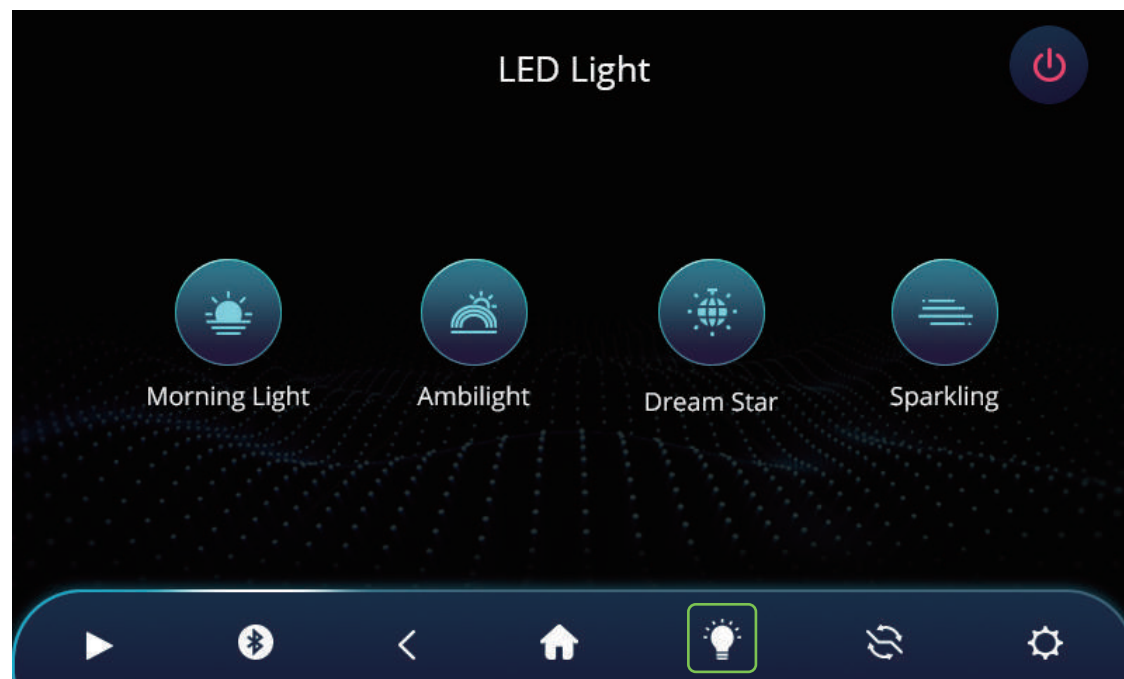 LED Light
Morning Light
Ambilight
Dream Star
Sparkling